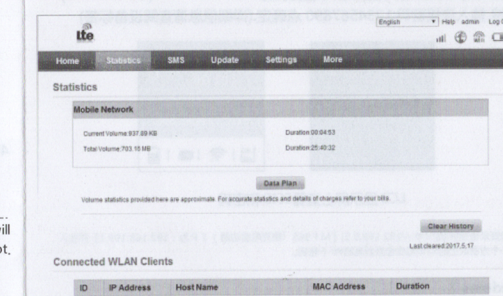 English Help admin Log
lte
Home Statistics SMS Update Settings More
Statistics
Mobile Network
Current Volume:937.89 KB Duration:00:04:53
Total Volume:703.10 MB Duration:25:40:32
Data Plan
Volume statistics provided here are approximate. For accurate statistics and details of charges refer to your bills.
Clear History
Last cleared:2017.5.17
Connected WLAN Clients
ID IP Address Host Name MAC Address Duration